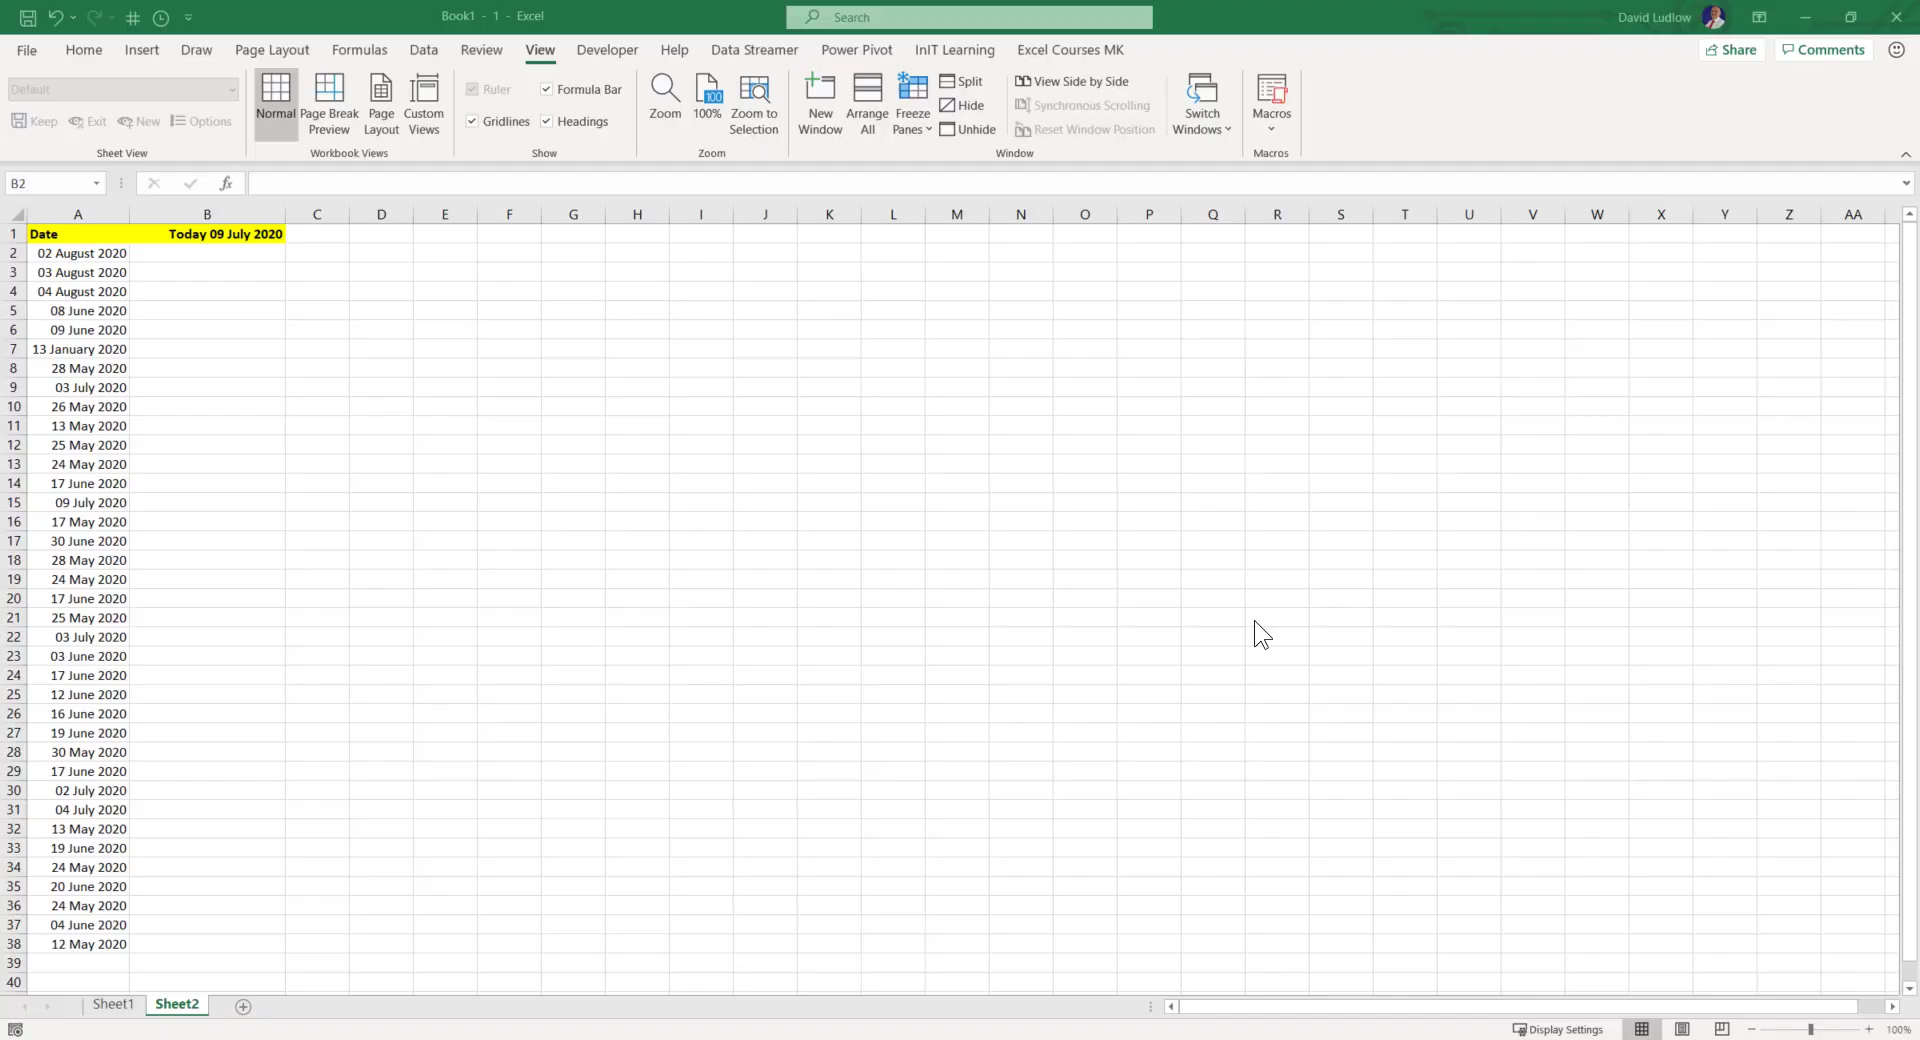 Book1 - 1 - Excel
Search
David Ludlow
File Home Insert Draw Page Layout Formulas Data Review View Developer Help Data Streamer Power Pivot InIT Learning Excel Courses MK Share Comments
Default
Keep Exit New Options
Sheet View
Normal
Page Break Preview
Page Layout
Custom Views
Workbook Views
Ruler Formula Bar
Gridlines Headings
Show
Zoom
100
100%
Zoom to Selection
Zoom
New Window
Arrange All
Freeze Panes
Split
Hide
Unhide
View Side by Side
Synchronous Scrolling
Reset Window Position
Window
Switch Windows
Macros
Macros
B2 fx
A B C D E F G H I J K L M N O P Q R S T U V W X Y Z AA
1 Date Today 09 July 2020
2 02 August 2020
3 03 August 2020
4 04 August 2020
5 08 June 2020
6 09 June 2020
7 13 January 2020
8 28 May 2020
9 03 July 2020
10 26 May 2020
11 13 May 2020
12 25 May 2020
13 24 May 2020
14 17 June 2020
15 09 July 2020
16 17 May 2020
17 30 June 2020
18 28 May 2020
19 24 May 2020
20 17 June 2020
21 25 May 2020
22 03 July 2020
23 03 June 2020
24 17 June 2020
25 12 June 2020
26 16 June 2020
27 19 June 2020
28 30 May 2020
29 17 June 2020
30 02 July 2020
31 04 July 2020
32 13 May 2020
33 19 June 2020
34 24 May 2020
35 20 June 2020
36 24 May 2020
37 04 June 2020
38 12 May 2020
39
40
Sheet1 Sheet2
Display Settings 100%